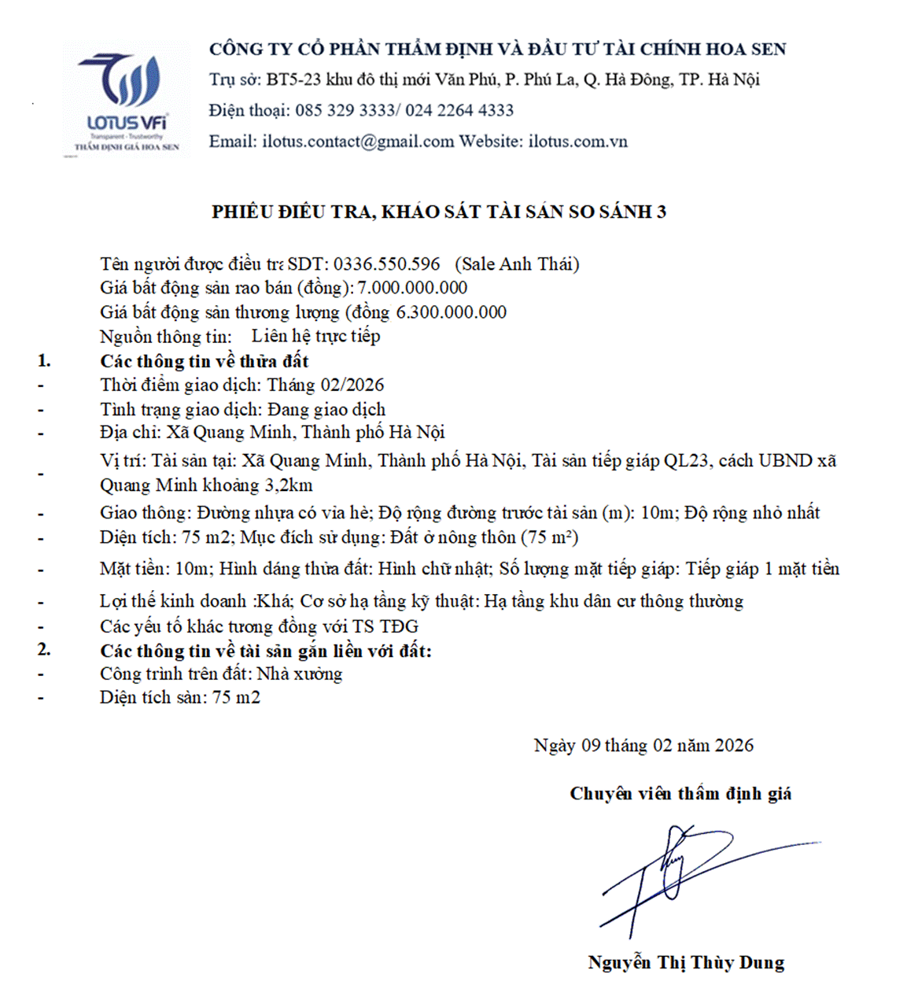 CÔNG TY CỔ PHẦN THẨM ĐỊNH VÀ ĐẦU TƯ TÀI CHÍNH HOA SEN
Trụ sở: BT5-23 khu đô thị mới Văn Phú, P. Phú La, Q. Hà Đông, TP. Hà Nội
Điện thoại: 085 329 3333/ 024 2264 4333
Email: ilotus.contact@gmail.com Website: ilotus.com.vn
LOTUS VFi
Transparent - Trustworthy
THẨM ĐỊNH GIÁ HOA SEN
PHIẾU ĐIỀU TRA, KHẢO SÁT TÀI SẢN SO SÁNH 3
Tên người được điều tra SDT: 0336.550.596 (Sale Anh Thái)
Giá bất động sản rao bán (đồng): 7.000.000.000
Giá bất động sản thương lượng (đồng 6.300.000.000
Nguồn thông tin: Liên hệ trực tiếp
1. Các thông tin về thửa đất
- Thời điểm giao dịch: Tháng 02/2026
- Tình trạng giao dịch: Đang giao dịch
- Địa chỉ: Xã Quang Minh, Thành phố Hà Nội
- Vị trí: Tài sản tại: Xã Quang Minh, Thành phố Hà Nội, Tài sản tiếp giáp QL23, cách UBND xã
Quang Minh khoảng 3,2km
- Giao thông: Đường nhựa có vỉa hè; Độ rộng đường trước tài sản (m): 10m; Độ rộng nhỏ nhất
- Diện tích: 75 m2; Mục đích sử dụng: Đất ở nông thôn (75 m²)
- Mặt tiền: 10m; Hình dáng thửa đất: Hình chữ nhật; Số lượng mặt tiếp giáp: Tiếp giáp 1 mặt tiền
- Lợi thế kinh doanh :Khá; Cơ sở hạ tầng kỹ thuật: Hạ tầng khu dân cư thông thường
- Các yếu tố khác tương đồng với TS TĐG
2. Các thông tin về tài sản gắn liền với đất:
- Công trình trên đất: Nhà xưởng
- Diện tích sàn: 75 m2
Ngày 09 tháng 02 năm 2026
Chuyên viên thẩm định giá
Nguyễn Thị Thùy Dung